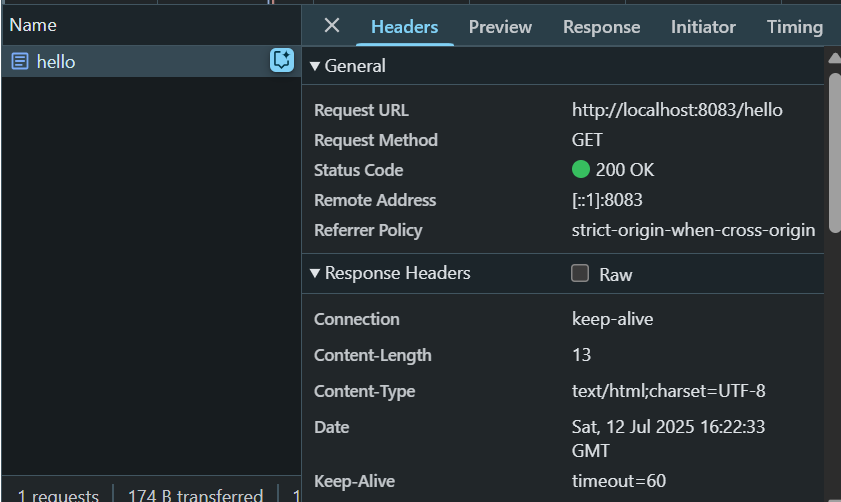 Name
Headers Preview Response Initiator Timing
hello
General
Request URL http://localhost:8083/hello
Request Method GET
Status Code 200 OK
Remote Address [::1]:8083
Referrer Policy strict-origin-when-cross-origin
Response Headers Raw
Connection keep-alive
Content-Length 13
Content-Type text/html;charset=UTF-8
Date Sat, 12 Jul 2025 16:22:33
GMT
Keep-Alive timeout=60
1 requests 174 B transferred 1